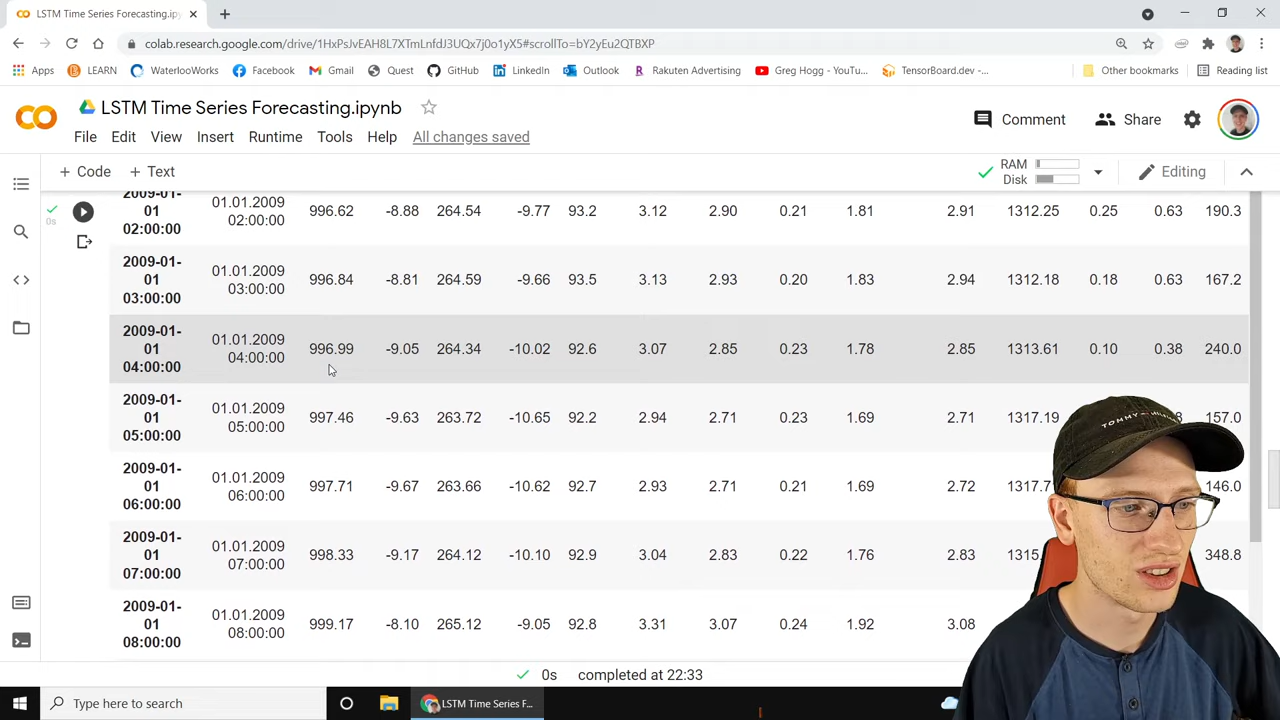 LSTM Time Series Forecasting.ipyn
colab.research.google.com/drive/1HxPsJvEAH8L7XTmLnfdJ3UQx7j0o1yX5#scrollTo=bY2yEu2QTBXP
Apps LEARN WaterlooWorks Facebook Gmail Quest GitHub LinkedIn Outlook Rakuten Advertising Greg Hogg - YouTu... TensorBoard.dev -... Other bookmarks Reading list
LSTM Time Series Forecasting.ipynb
Comment Share
File Edit View Insert Runtime Tools Help All changes saved
+ Code + Text RAM Disk Editing
2009-01-01 02:00:00 01.01.2009 02:00:00 996.62 -8.88 264.54 -9.77 93.2 3.12 2.90 0.21 1.81 2.91 1312.25 0.25 0.63 190.3
0s
2009-01-01 03:00:00 01.01.2009 03:00:00 996.84 -8.81 264.59 -9.66 93.5 3.13 2.93 0.20 1.83 2.94 1312.18 0.18 0.63 167.2
2009-01-01 04:00:00 01.01.2009 04:00:00 996.99 -9.05 264.34 -10.02 92.6 3.07 2.85 0.23 1.78 2.85 1313.61 0.10 0.38 240.0
2009-01-01 05:00:00 01.01.2009 05:00:00 997.46 -9.63 263.72 -10.65 92.2 2.94 2.71 0.23 1.69 2.71 1317.19 157.0
2009-01-01 06:00:00 01.01.2009 06:00:00 997.71 -9.67 263.66 -10.62 92.7 2.93 2.71 0.21 1.69 2.72 1317.7 146.0
2009-01-01 07:00:00 01.01.2009 07:00:00 998.33 -9.17 264.12 -10.10 92.9 3.04 2.83 0.22 1.76 2.83 1315 348.8
2009-01-01 08:00:00 01.01.2009 08:00:00 999.17 -8.10 265.12 -9.05 92.8 3.31 3.07 0.24 1.92 3.08
TOMMY HILFIGER
0s completed at 22:33
Type here to search LSTM Time Series F...